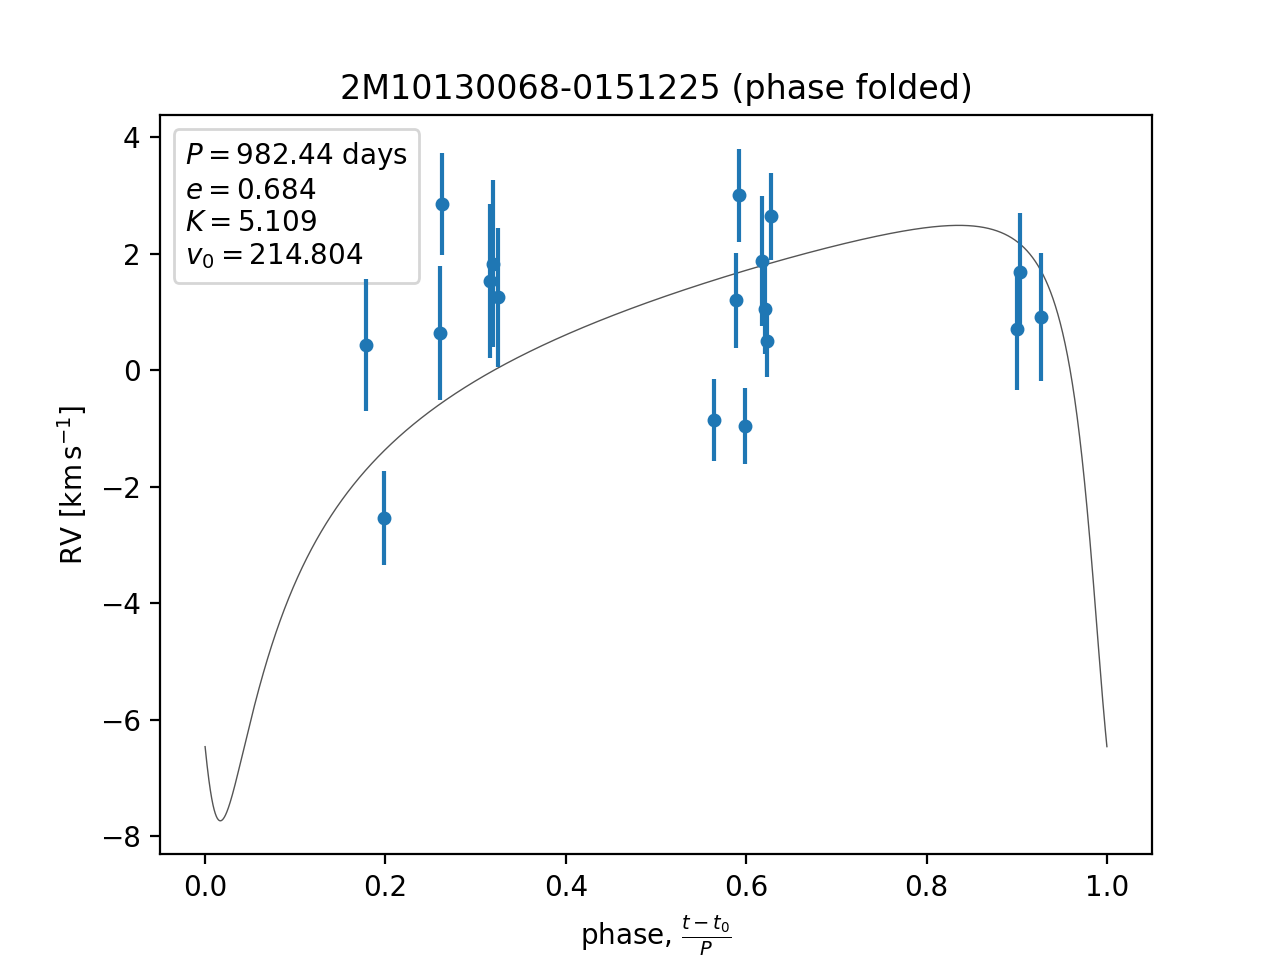 2M10130068-0151225 (phase folded)
P = 982.44 days
e = 0.684
K = 5.109
v₀ = 214.804
4
2
0
−2
−4
−6
−8
RV [km s⁻¹]
0.0 0.2 0.4 0.6 0.8 1.0
phase, (t − t₀)/P